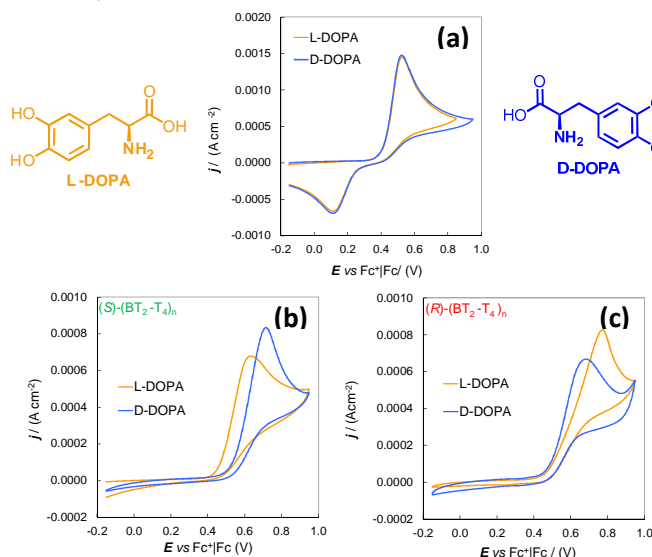 (a)
L-DOPA
D-DOPA
0.0020
0.0015
0.0010
0.0005
0.0000
-0.0005
-0.0010
j / (A cm⁻²)
-0.2 0.0 0.2 0.4 0.6 0.8 1.0
E vs Fc⁺|Fc/ (V)
HO
HO
O
OH
NH₂
L-DOPA
O
HO
NH₂
D-DOPA
(S)-(BT₂-T₄)ₙ
(b)
L-DOPA
D-DOPA
0.0010
0.0008
0.0006
0.0004
0.0002
0.0000
-0.0002
j / (A cm⁻²)
-0.2 0.0 0.2 0.4 0.6 0.8 1.0
E vs Fc⁺|Fc (V)
(R)-(BT₂-T₄)ₙ
(c)
L-DOPA
D-DOPA
0.0010
0.0008
0.0006
0.0004
0.0002
0.0000
-0.0002
j / (Acm⁻²)
-0.2 0.0 0.2 0.4 0.6 0.8 1.0
E vs Fc⁺|Fc / (V)